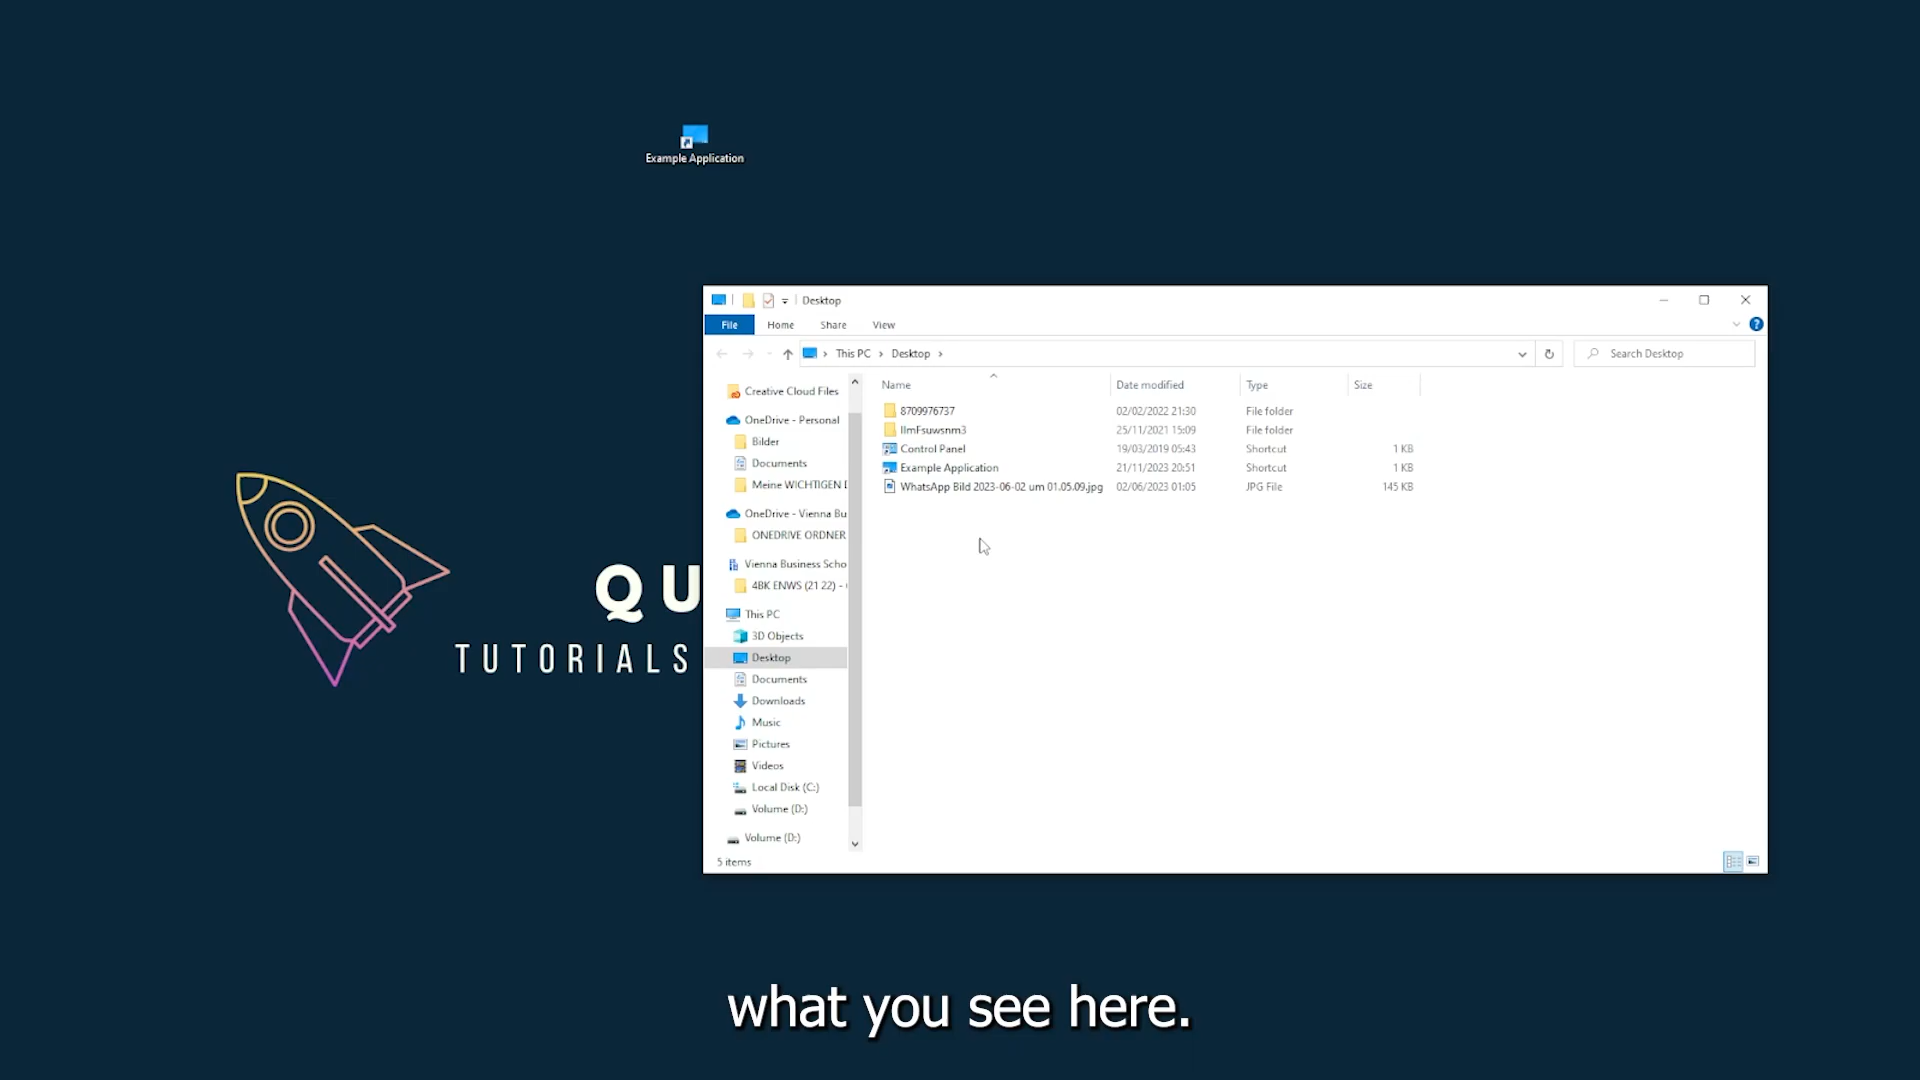 Example Application
QU
TUTORIALS
Desktop
File Home Share View
This PC > Desktop >
Search Desktop
Creative Cloud Files
OneDrive - Personal
Bilder
Documents
Meine WICHTIGEN
OneDrive - Vienna Bu
ONEDRIVE ORDNER
Vienna Business Scho
4BK ENWS (21 22) -
This PC
3D Objects
Desktop
Documents
Downloads
Music
Pictures
Videos
Local Disk (C:)
Volume (D:)
Volume (D:)
Name Date modified Type Size
8709976737 02/02/2022 21:30 File folder
25/11/2021 15:09 File folder
Control Panel 19/03/2019 05:43 Shortcut 1 KB
Example Application 21/11/2023 20:51 Shortcut 1 KB
WhatsApp Bild 2023-06-02 um 01.05.09.jpg 02/06/2023 01:05 JPG File 145 KB
5 items
what you see here.